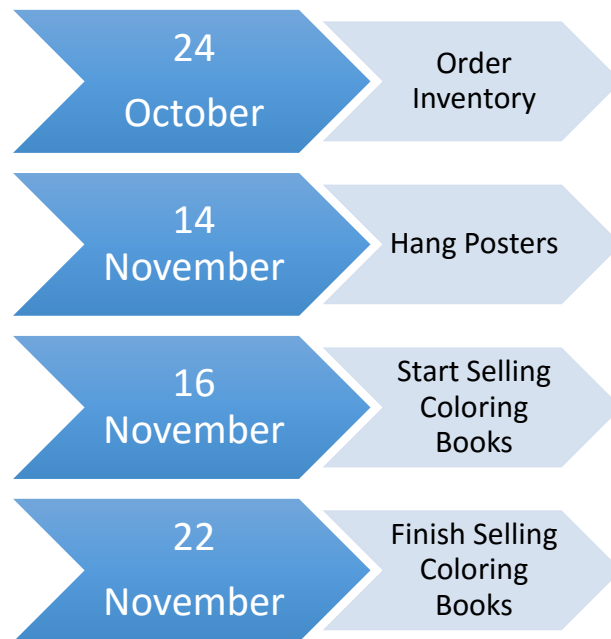 24
October
Order
Inventory
14
November
Hang Posters
16
November
Start Selling
Coloring
Books
22
November
Finish Selling
Coloring
Books